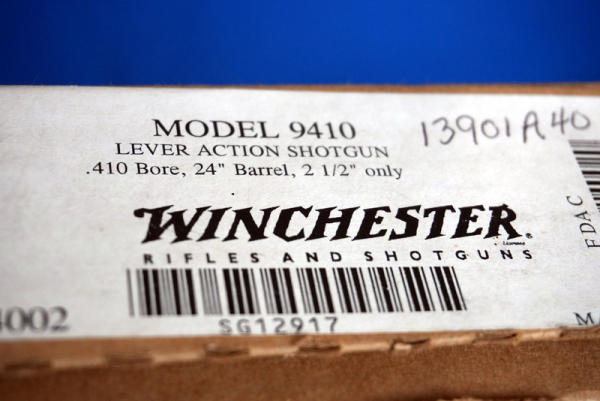 MODEL 9410
13901A40
LEVER ACTION SHOTGUN
.410 Bore, 24" Barrel, 2 1/2" only
WINCHESTER®
RIFLES AND SHOTGUNS
SG12917
4002
FDAC
M